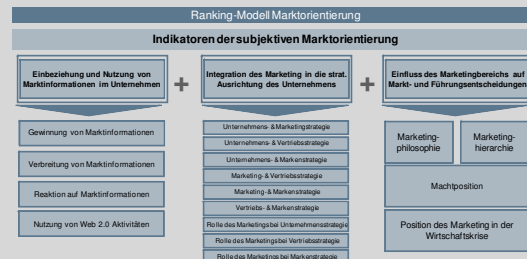 Ranking-Modell Marktorientierung
Indikatoren der subjektiven Marktorientierung
Einbeziehung und Nutzung von
Marktinformationen im Unternehmen
+
Integration des Marketing in die strat.
Ausrichtung des Unternehmens
+
Einfluss des Marketingbereichs auf
Markt- und Führungsentscheidungen
Gewinnung von Marktinformationen
Verbreitung von Marktinformationen
Reaktion auf Marktinformationen
Nutzung von Web 2.0 Aktivitäten
Unternehmens- & Marketingstrategie
Unternehmens- & Vertriebsstrategie
Unternehmens- & Markenstrategie
Marketing- & Vertriebsstrategie
Marketing- & Markenstrategie
Vertriebs- & Markenstrategie
Rolle des Marketings bei Unternehmensstrategie
Rolle des Marketings bei Vertriebsstrategie
Rolle des Marketings bei Markenstrategie
Marketing-
philosophie
Marketing-
hierarchie
Machtposition
Position des Marketing in der
Wirtschaftskrise